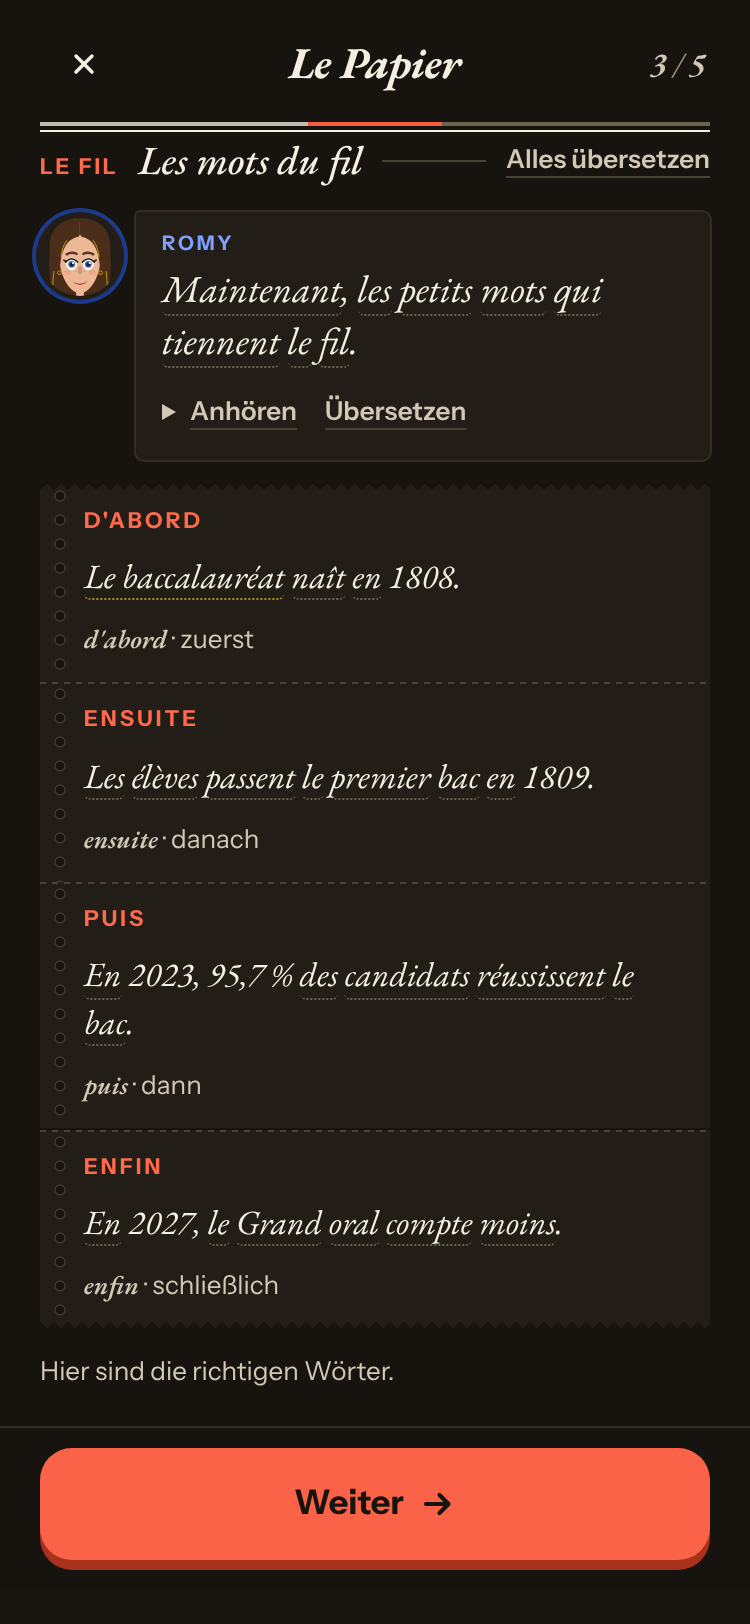 Le Papier
3 / 5
LE FIL Les mots du fil Alles übersetzen
ROMY
Maintenant, les petits mots qui
tiennent le fil.
Anhören Übersetzen
D'ABORD
Le baccalauréat naît en 1808.
d'abord · zuerst
ENSUITE
Les élèves passent le premier bac en 1809.
ensuite · danach
PUIS
En 2023, 95,7 % des candidats réussissent le
bac.
puis · dann
ENFIN
En 2027, le Grand oral compte moins.
enfin · schließlich
Hier sind die richtigen Wörter.
Weiter →